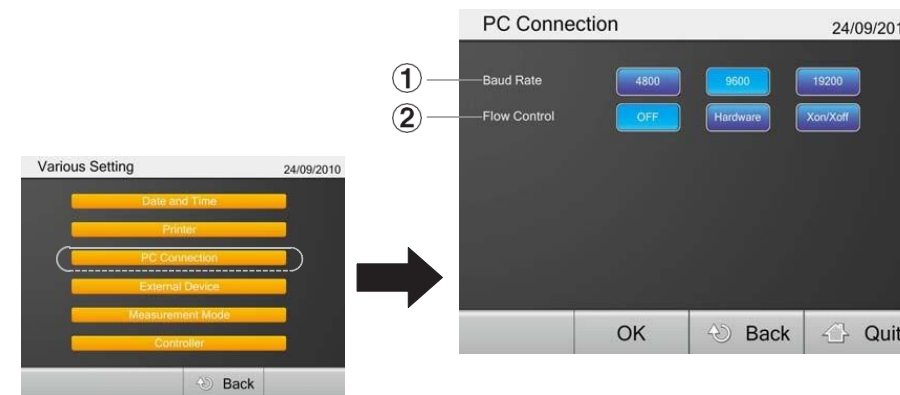 PC Connection 24/09/201
① Baud Rate 4800 9600 19200
② Flow Control OFF Hardware Xon/Xoff
OK Back Quit
Various Setting 24/09/2010
Date and Time
Printer
PC Connection
External Device
Measurement Mode
Controller
Back